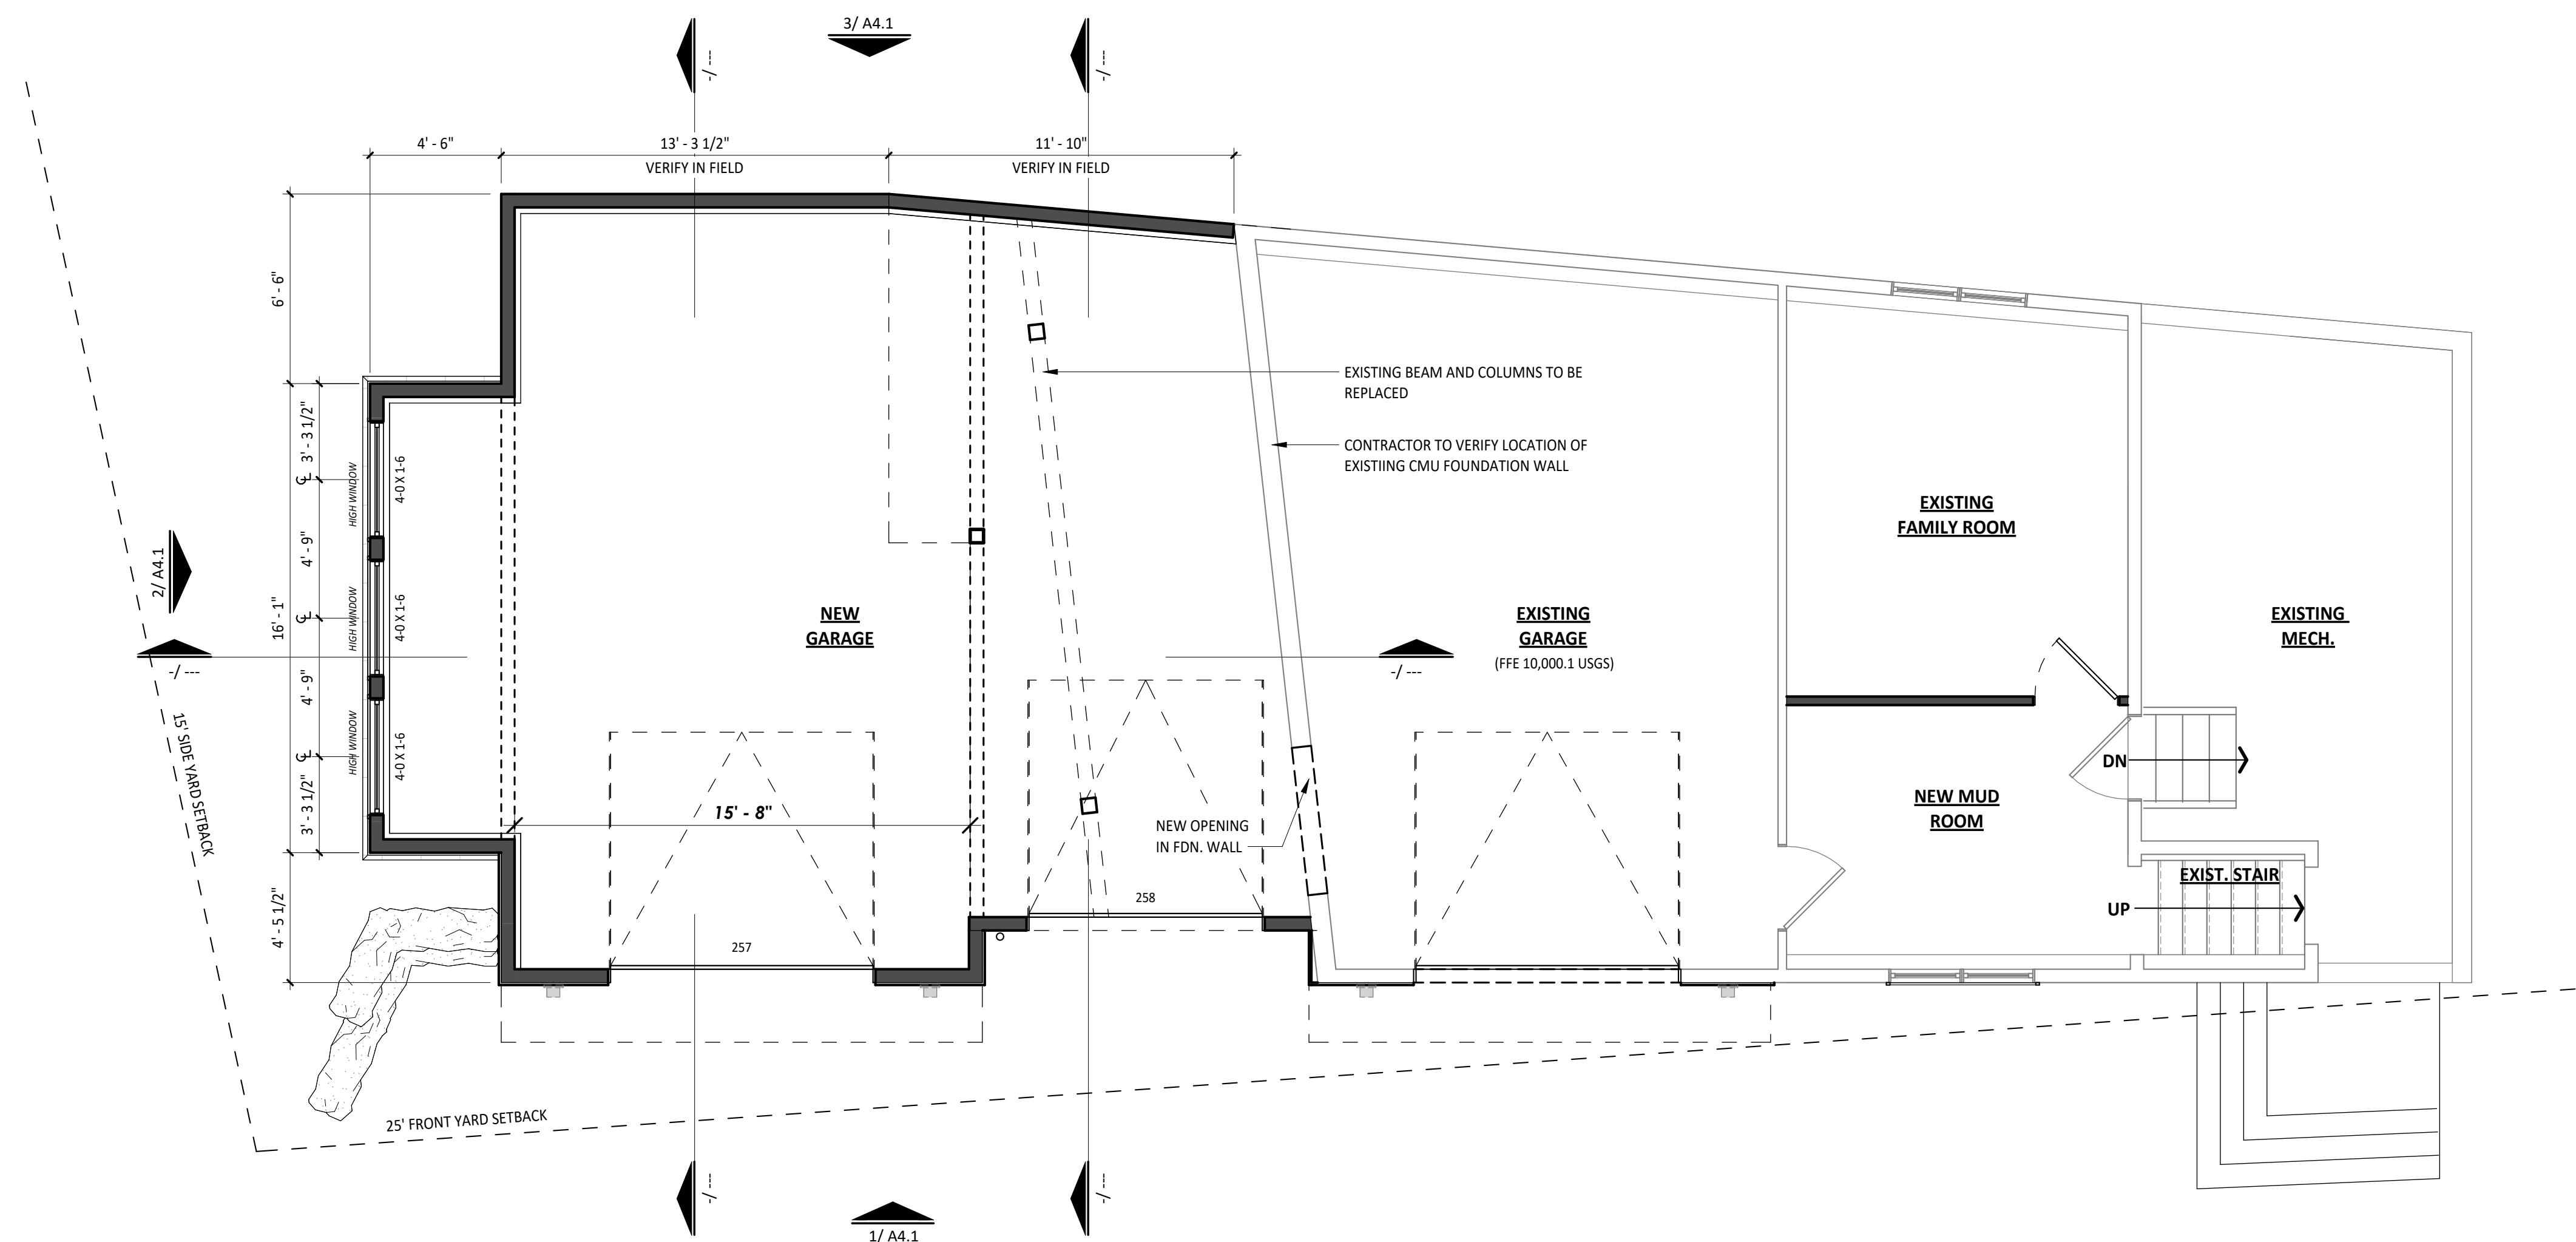 3/ A4.1
-/ ---
-/ ---
4' - 6"
13' - 3 1/2"
11' - 10"
VERIFY IN FIELD
VERIFY IN FIELD
6' - 6"
16' - 1"
4' - 5 1/2"
3' - 3 1/2"
4' - 9"
4' - 9"
3' - 3 1/2"
CL
CL
CL
HIGH WINDOW
HIGH WINDOW
HIGH WINDOW
4-0 X 1-6
4-0 X 1-6
4-0 X 1-6
2/ A4.1
-/ ---
15' SIDE YARD SETBACK
EXISTING BEAM AND COLUMNS TO BE
REPLACED
CONTRACTOR TO VERIFY LOCATION OF
EXISTIING CMU FOUNDATION WALL
NEW
GARAGE
EXISTING
GARAGE
(FFE 10,000.1 USGS)
-/ ---
EXISTING
FAMILY ROOM
EXISTING
MECH.
DN
NEW MUD
ROOM
15' - 8"
NEW OPENING
IN FDN. WALL
EXIST. STAIR
UP
258
257
25' FRONT YARD SETBACK
-/ ---
-/ ---
1/ A4.1